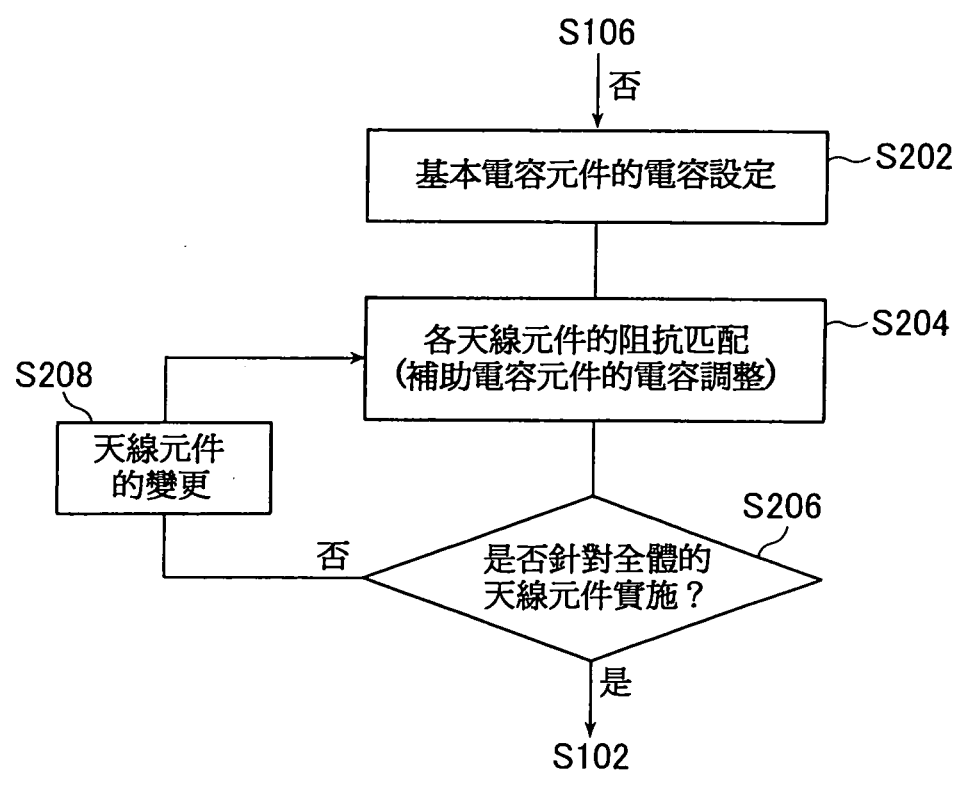 S106
否
基本電容元件的電容設定
S202
各天線元件的阻抗匹配
(補助電容元件的電容調整)
S204
S208
天線元件
的變更
S206
是否針對全體的
天線元件實施？
否
是
S102